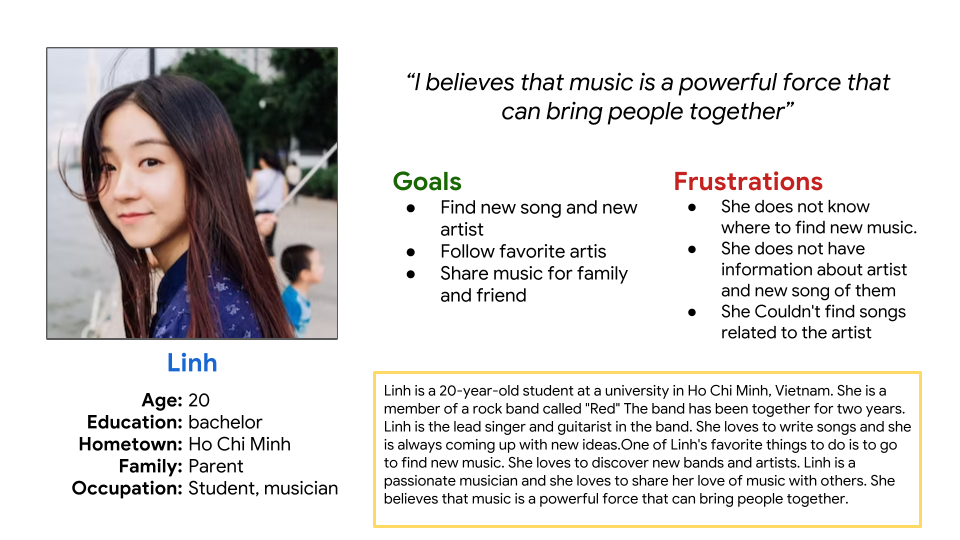 “I believes that music is a powerful force that
can bring people together”
Goals
● Find new song and new
artist
● Follow favorite artis
● Share music for family
and friend
Frustrations
● She does not know
where to find new music.
● She does not have
information about artist
and new song of them
● She Couldn't find songs
related to the artist
Linh
Age: 20
Education: bachelor
Hometown: Ho Chi Minh
Family: Parent
Occupation: Student, musician
Linh is a 20-year-old student at a university in Ho Chi Minh, Vietnam. She is a
member of a rock band called "Red" The band has been together for two years.
Linh is the lead singer and guitarist in the band. She loves to write songs and she
is always coming up with new ideas.One of Linh's favorite things to do is to go
to find new music. She loves to discover new bands and artists. Linh is a
passionate musician and she loves to share her love of music with others. She
believes that music is a powerful force that can bring people together.